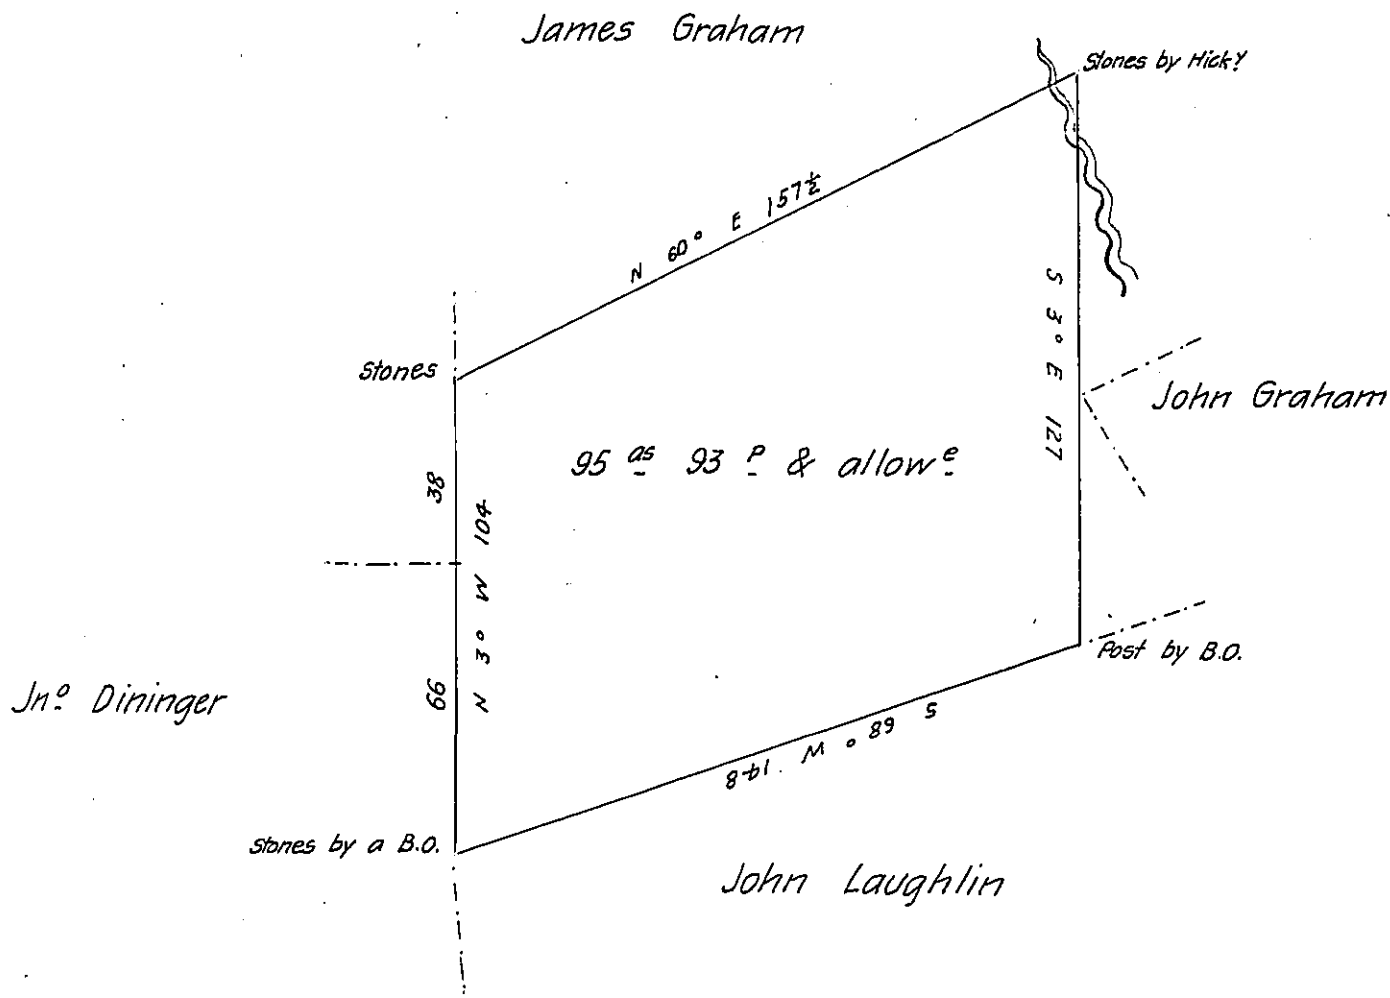 James Graham
Stones by Hicky
N 60° E 157½
Stones
S 3° E 127
John Graham
95 as 93 P & allowe
38
N 3° W 104
66
Jno. Dininger
Post by B.O.
S 68° W 148
Stones by a B.O.
John Laughlin